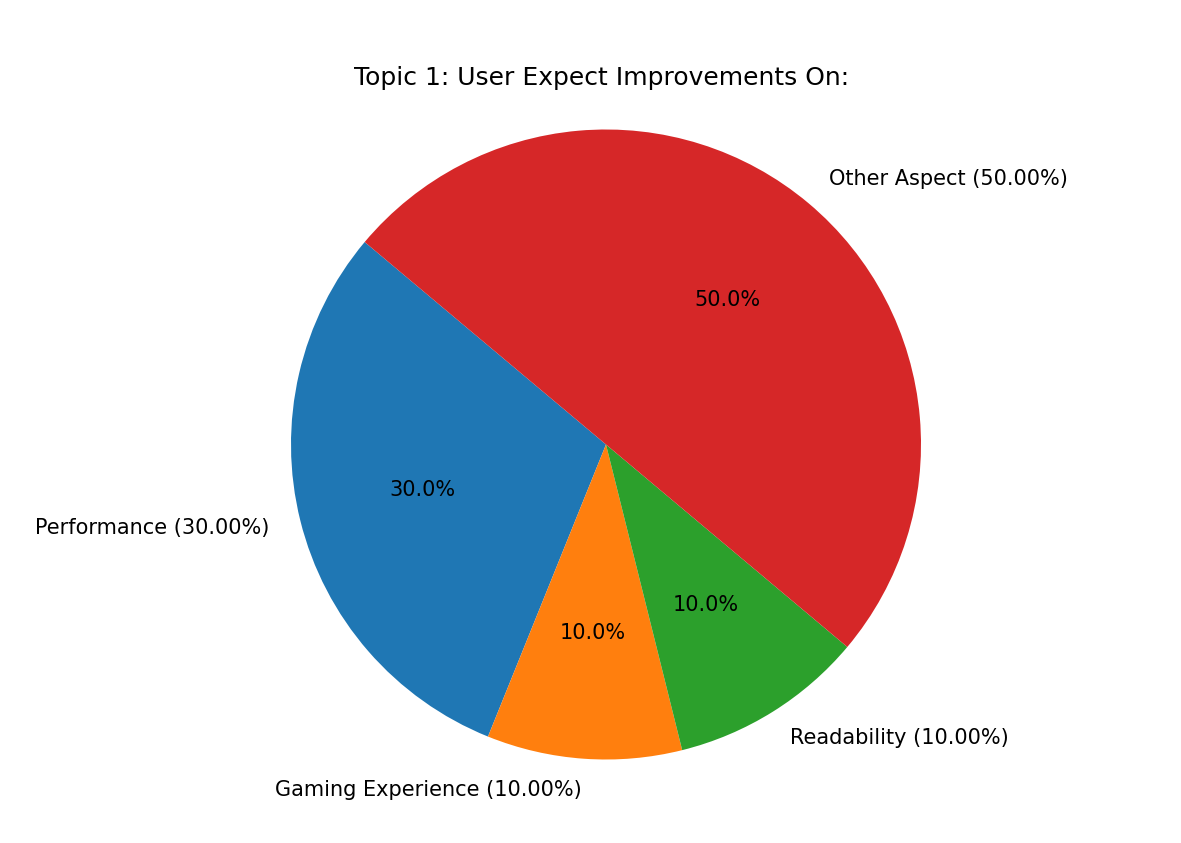 Topic 1: User Expect Improvements On:
Other Aspect (50.00%)
50.0%
30.0%
Performance (30.00%)
10.0%
10.0%
Readability (10.00%)
Gaming Experience (10.00%)